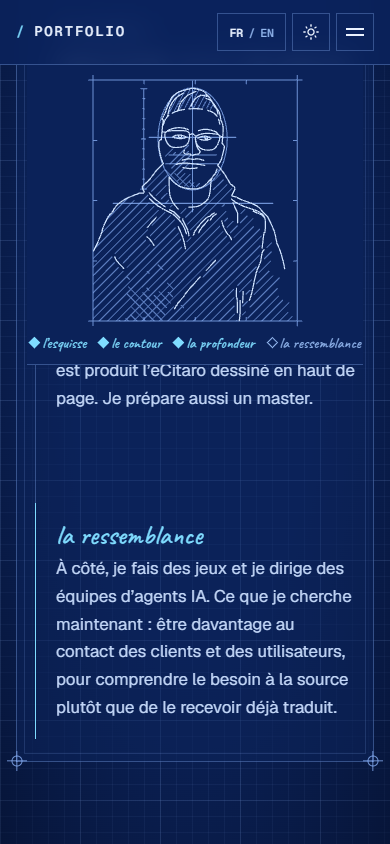 / PORTFOLIO
FR / EN
l'esquisse le contour la profondeur la ressemblance
est produit l'eCitaro dessiné en haut de
page. Je prépare aussi un master.
la ressemblance
À côté, je fais des jeux et je dirige des
équipes d'agents IA. Ce que je cherche
maintenant : être davantage au
contact des clients et des utilisateurs,
pour comprendre le besoin à la source
plutôt que de le recevoir déjà traduit.